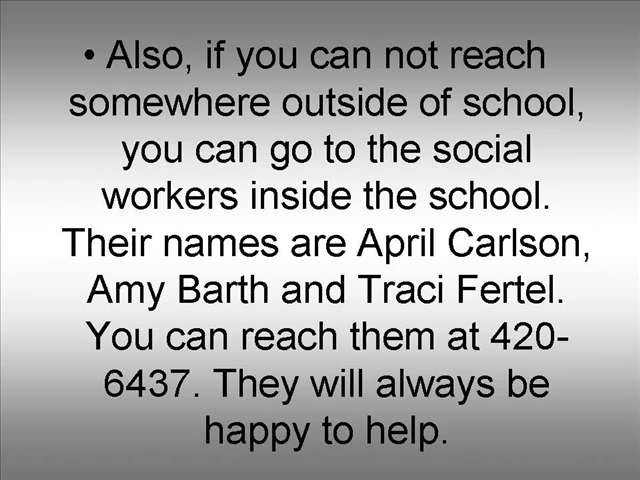 • Also, if you can not reach
somewhere outside of school,
you can go to the social
workers inside the school.
Their names are April Carlson,
Amy Barth and Traci Fertel.
You can reach them at 420-
6437. They will always be
happy to help.